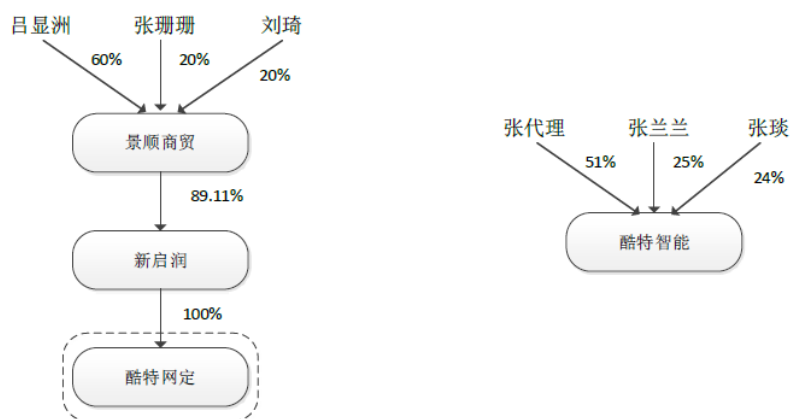 吕显洲 张珊珊 刘琦
60% 20% 20%
景顺商贸
89.11%
新启润
100%
酷特网定
张代理 张兰兰 张琰
51% 25% 24%
酷特智能